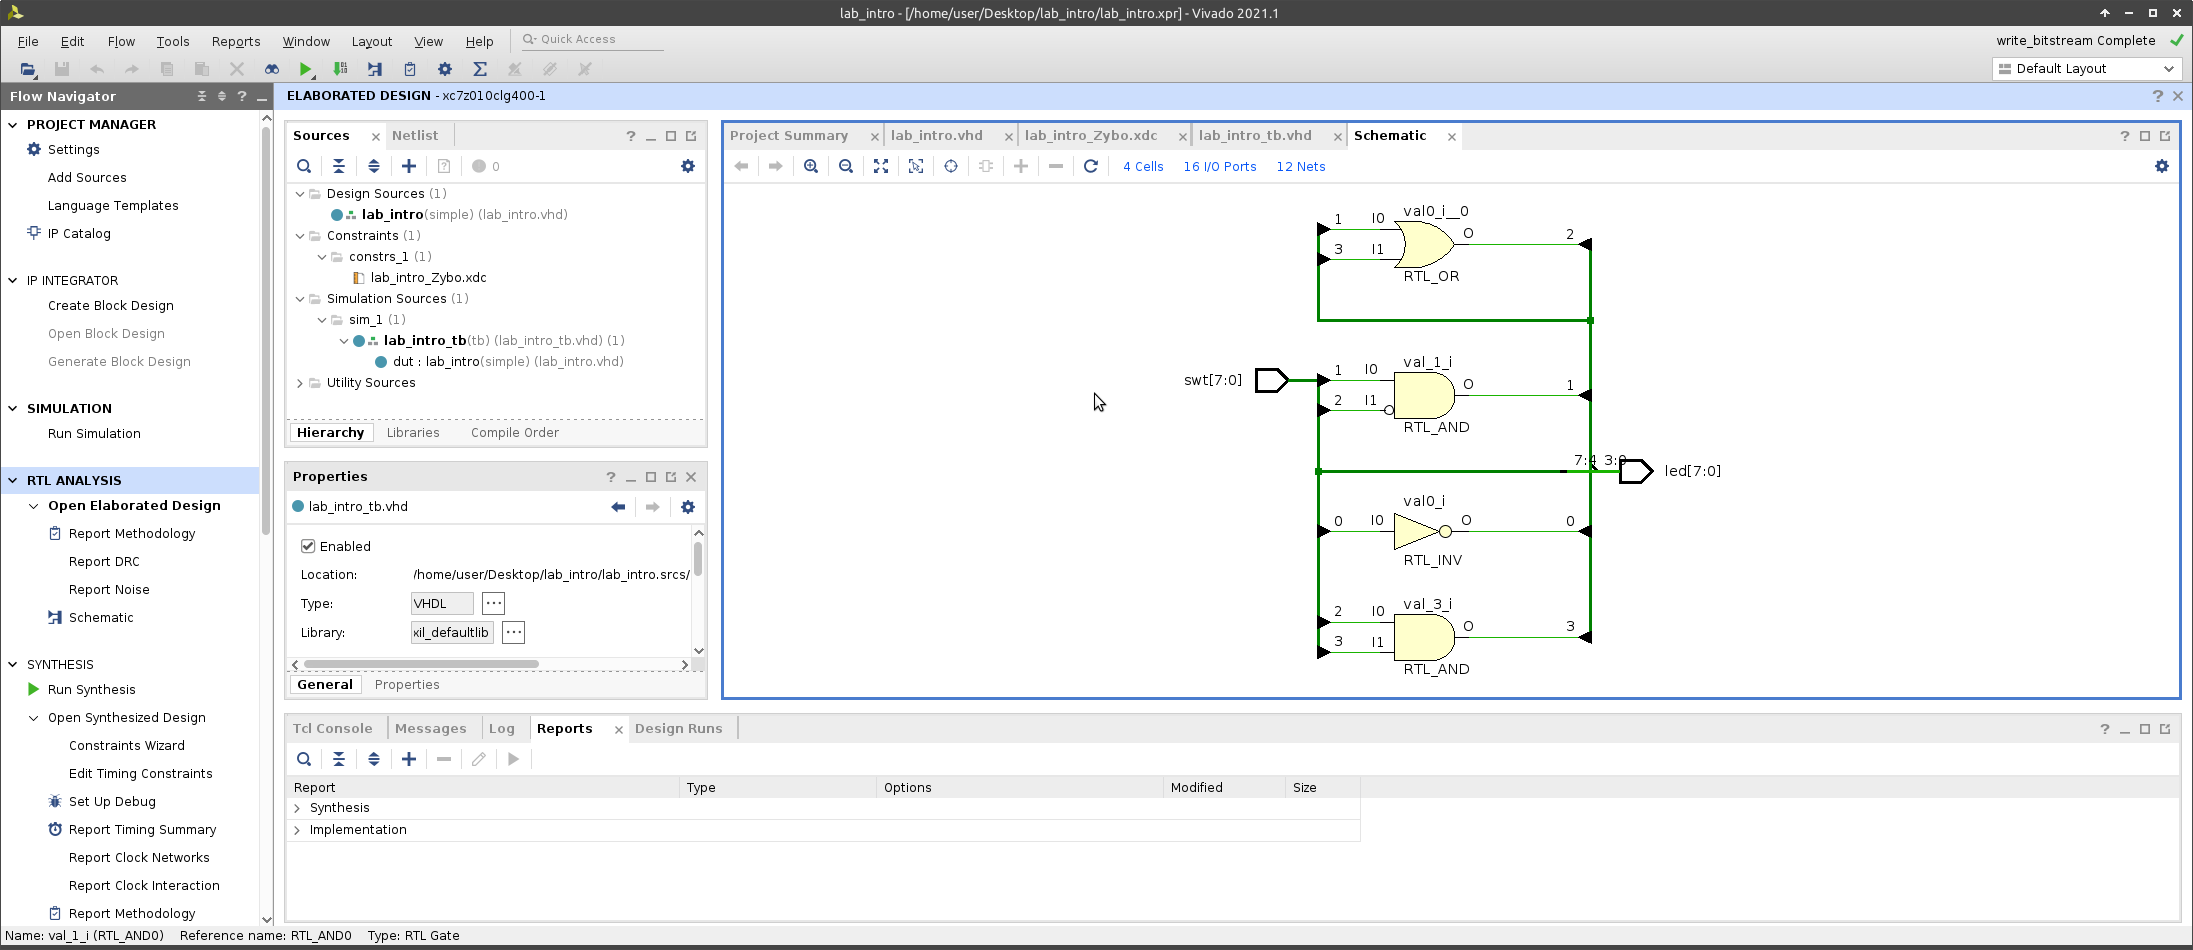 lab_intro - [/home/user/Desktop/lab_intro/lab_intro.xpr] - Vivado 2021.1
File Edit Flow Tools Reports Window Layout View Help Quick Access
write_bitstream Complete
Default Layout
Flow Navigator
PROJECT MANAGER
Settings
Add Sources
Language Templates
IP Catalog
IP INTEGRATOR
Create Block Design
Open Block Design
Generate Block Design
SIMULATION
Run Simulation
RTL ANALYSIS
Open Elaborated Design
Report Methodology
Report DRC
Report Noise
Schematic
SYNTHESIS
Run Synthesis
Open Synthesized Design
Constraints Wizard
Edit Timing Constraints
Set Up Debug
Report Timing Summary
Report Clock Networks
Report Clock Interaction
Report Methodology
ELABORATED DESIGN - xc7z010clg400-1
Sources Netlist
0
Design Sources (1)
lab_intro(simple) (lab_intro.vhd)
Constraints (1)
constrs_1 (1)
lab_intro_Zybo.xdc
Simulation Sources (1)
sim_1 (1)
lab_intro_tb(tb) (lab_intro_tb.vhd) (1)
dut : lab_intro(simple) (lab_intro.vhd)
Utility Sources
Hierarchy Libraries Compile Order
Properties
lab_intro_tb.vhd
Enabled
Location: /home/user/Desktop/lab_intro/lab_intro.srcs/
Type: VHDL ...
Library: xil_defaultlib ...
General Properties
Project Summary lab_intro.vhd lab_intro_Zybo.xdc lab_intro_tb.vhd Schematic
4 Cells 16 I/O Ports 12 Nets
val0_i__0
1 I0 O 2
3 I1
RTL_OR
val_1_i
swt[7:0] 1 I0 O 1
2 I1
RTL_AND
7:4 3:0 led[7:0]
val0_i
0 I0 O 0
RTL_INV
val_3_i
2 I0 O 3
3 I1
RTL_AND
Tcl Console Messages Log Reports Design Runs
Report Type Options Modified Size
Synthesis
Implementation
Name: val_1_i (RTL_AND0) Reference name: RTL_AND0 Type: RTL Gate